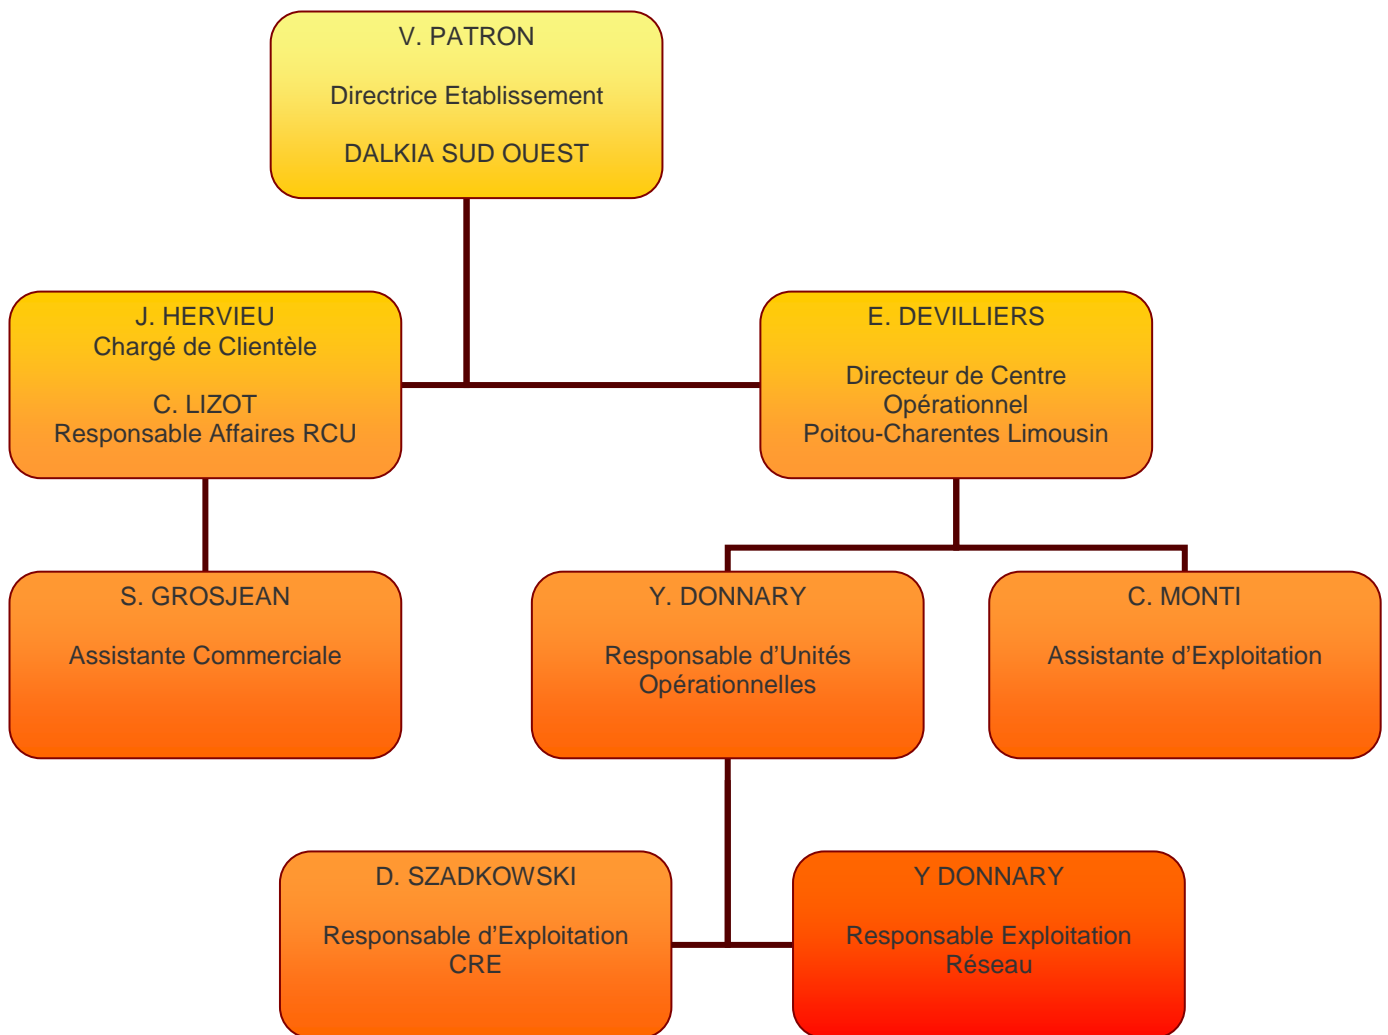 V. PATRON
Directrice Etablissement
DALKIA SUD OUEST
J. HERVIEU
Chargé de Clientèle
C. LIZOT
Responsable Affaires RCU
E. DEVILLIERS
Directeur de Centre
Opérationnel
Poitou-Charentes Limousin
S. GROSJEAN
Assistante Commerciale
Y. DONNARY
Responsable d’Unités
Opérationnelles
C. MONTI
Assistante d’Exploitation
D. SZADKOWSKI
Responsable d’Exploitation
CRE
Y DONNARY
Responsable Exploitation
Réseau